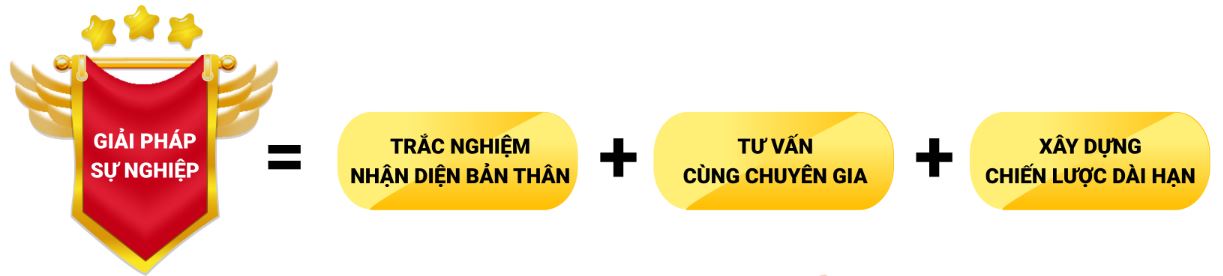 GIẢI PHÁP
SỰ NGHIỆP
=
TRẮC NGHIỆM
NHẬN DIỆN BẢN THÂN
+
TƯ VẤN
CÙNG CHUYÊN GIA
+
XÂY DỰNG
CHIẾN LƯỢC DÀI HẠN